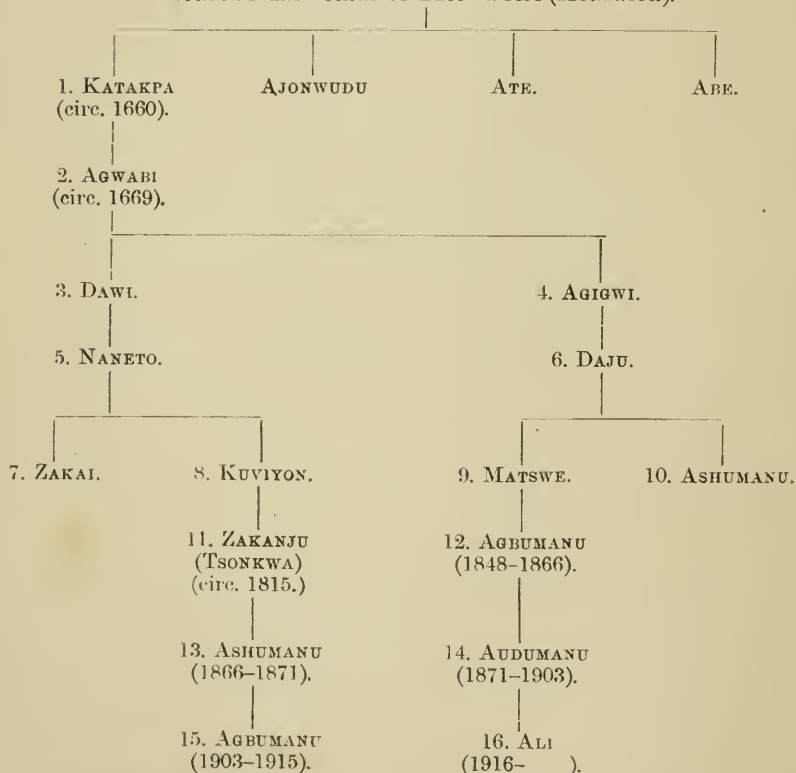 1. KATAKPA AJONWUDU ATE. ABE.
(circ. 1660).
2. AGWABI
(circ. 1669).
3. DAWI. 4. AGIGWI.
5. NANETO. 6. DAJU.
7. ZAKAI. 8. KUVIYON. 9. MATSWE. 10. ASHUMANU.
11. ZAKANJU 12. AGBUMANU
(TSONKWA) (1848–1866).
(circ. 1815.)
13. ASHUMANU 14. AUDUMANU
(1866–1871). (1871–1903).
15. AGBUMANU 16. ALI
(1903–1915). (1916– ).